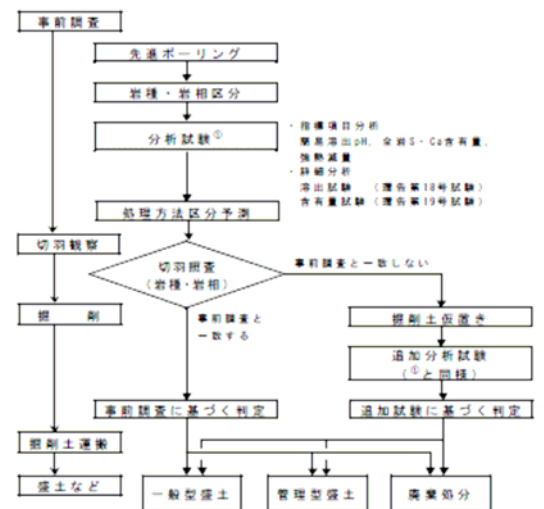 事前調査
先進ボーリング
岩種・岩相区分
分析試験①
・指標項目分析
簡易溶出pH, 全岩S・Ca含有量,
強熱減量
・詳細分析
溶出試験 （環告第18号試験）
含有量試験（環告第19号試験）
処理方法区分予測
切羽観察
切羽照査
（岩種・岩相）
事前調査と一致しない
掘 削
事前調査と
一致する
掘削土仮置き
追加分析試験
（①と同様）
事前調査に基づく判定
追加試験に基づく判定
掘削土運搬
盛土など
一般型盛土
管理型盛土
廃棄処分